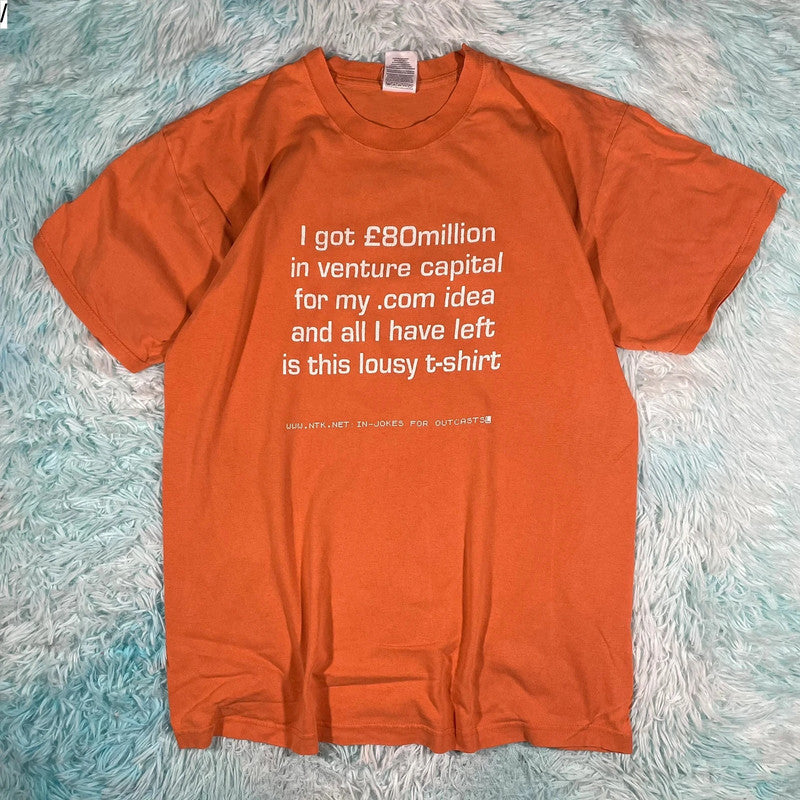 I got £80million
in venture capital
for my .com idea
and all I have left
is this lousy t-shirt
WWW.NTK.NET: IN-JOKES FOR OUTCASTS